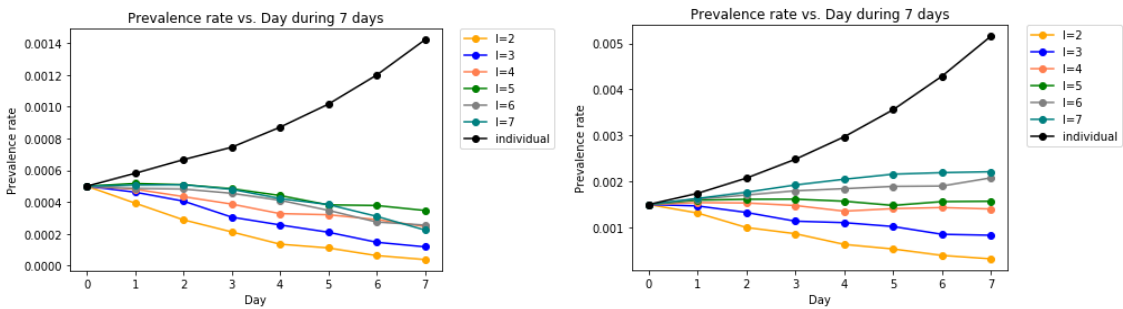 Prevalence rate vs. Day during 7 days
Prevalence rate
0.0014
0.0012
0.0010
0.0008
0.0006
0.0004
0.0002
0.0000
0 1 2 3 4 5 6 7
Day
l=2
l=3
l=4
l=5
l=6
l=7
individual
Prevalence rate vs. Day during 7 days
Prevalence rate
0.005
0.004
0.003
0.002
0.001
0 1 2 3 4 5 6 7
Day
l=2
l=3
l=4
l=5
l=6
l=7
individual